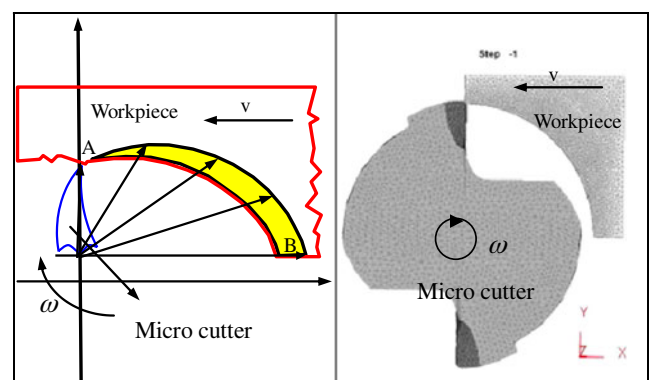 Workpiece
v
A
B
ω
Micro cutter
Step -1
v
Workpiece
ω
Micro cutter
Y
Z X